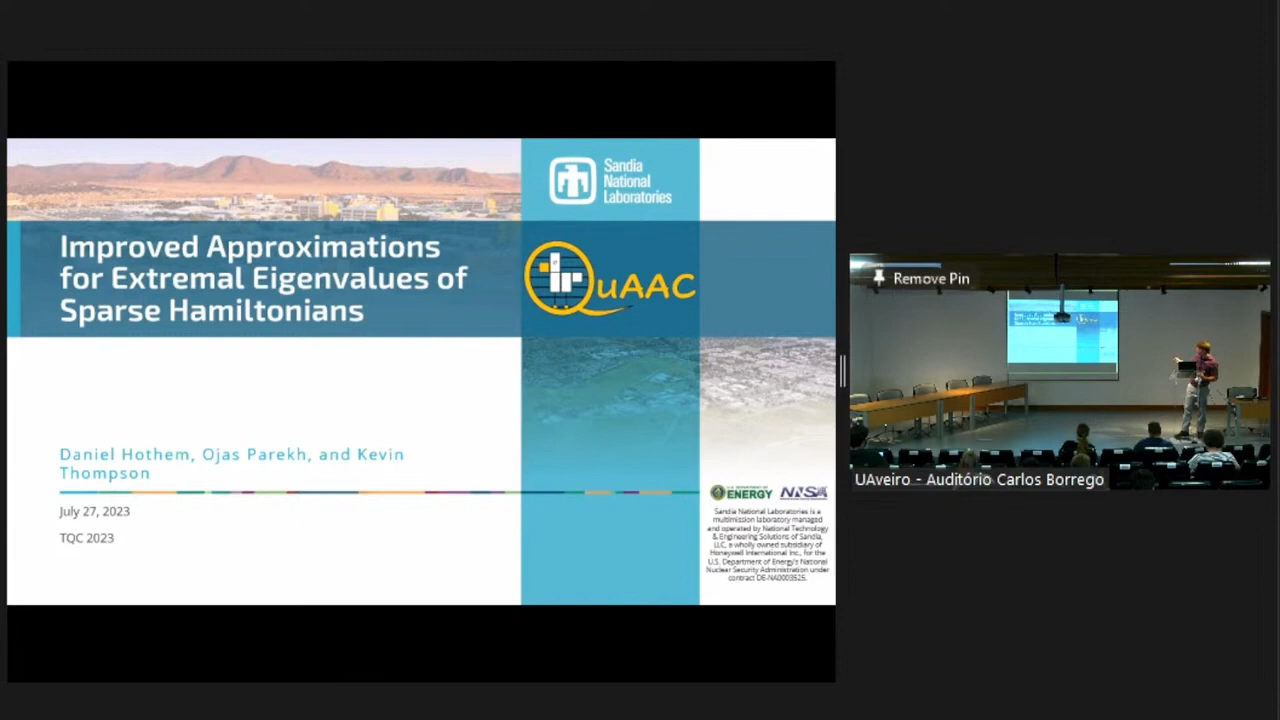 Sandia
National
Laboratories
Improved Approximations
for Extremal Eigenvalues of
Sparse Hamiltonians
QuAAC
Daniel Hothem, Ojas Parekh, and Kevin
Thompson
July 27, 2023
TQC 2023
U.S. DEPARTMENT OF
ENERGY
NNSA
Sandia National Laboratories is a
multimission laboratory managed
and operated by National Technology
& Engineering Solutions of Sandia,
LLC, a wholly owned subsidiary of
Honeywell International Inc., for the
U.S. Department of Energy's National
Nuclear Security Administration under
contract DE-NA0003525.
Remove Pin
UAveiro - Auditório Carlos Borrego